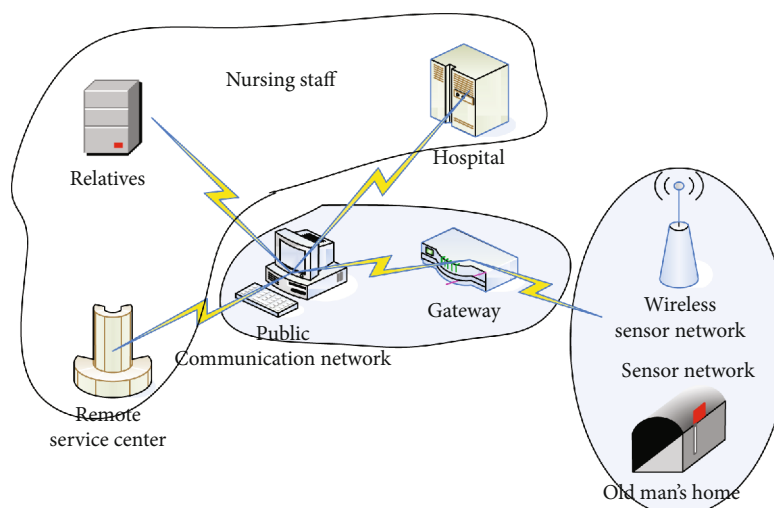 Nursing staff
Relatives
Hospital
Public
Communication network
Gateway
Wireless
sensor network
Sensor network
Remote
service center
Old man's home